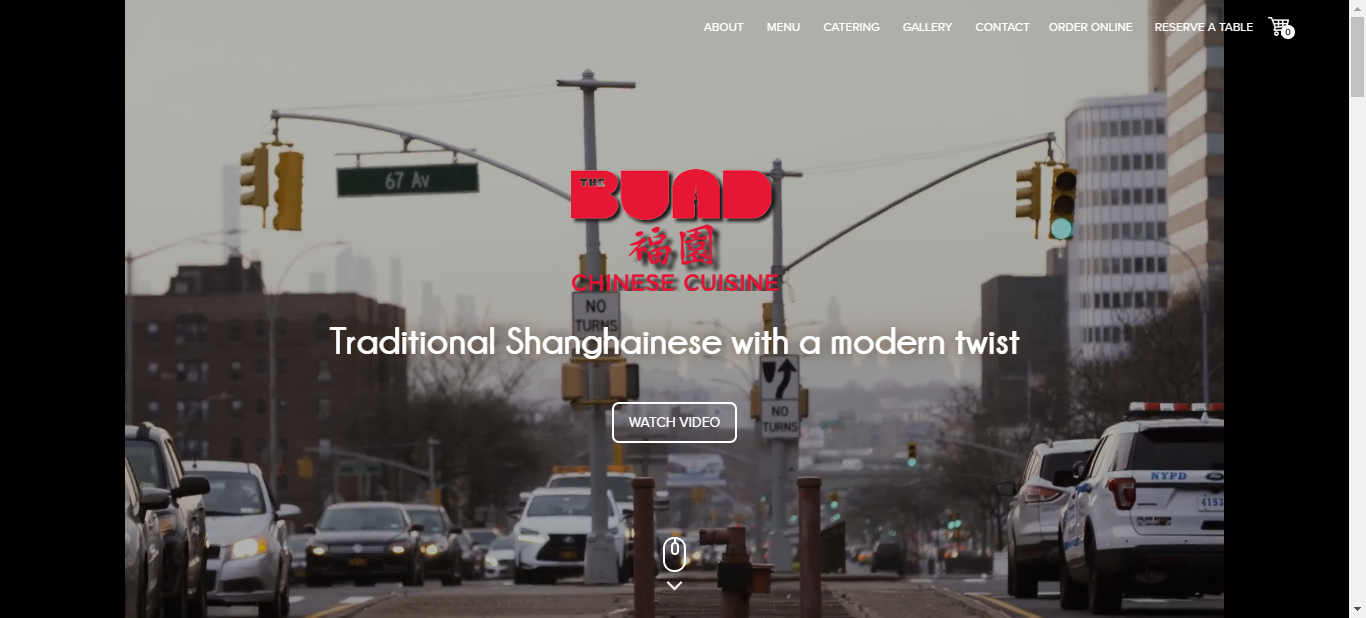 ABOUT MENU CATERING GALLERY CONTACT ORDER ONLINE RESERVE A TABLE 0
67 Av
THE
BUND
福園
CHINESE CUISINE
NO
TURNS
Traditional Shanghainese with a modern twist
NO
TURNS
WATCH VIDEO
NYPD
4153